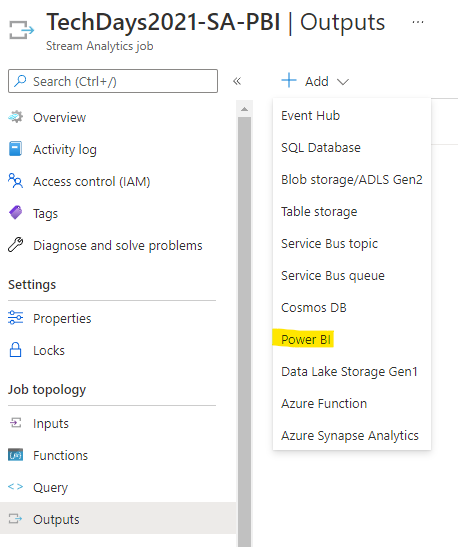 TechDays2021-SA-PBI | Outputs ...
Stream Analytics job
Search (Ctrl+/)
«
Add
Overview
Activity log
Access control (IAM)
Tags
Diagnose and solve problems
Settings
Properties
Locks
Job topology
Inputs
Functions
Query
Outputs
Event Hub
SQL Database
Blob storage/ADLS Gen2
Table storage
Service Bus topic
Service Bus queue
Cosmos DB
Power BI
Data Lake Storage Gen1
Azure Function
Azure Synapse Analytics